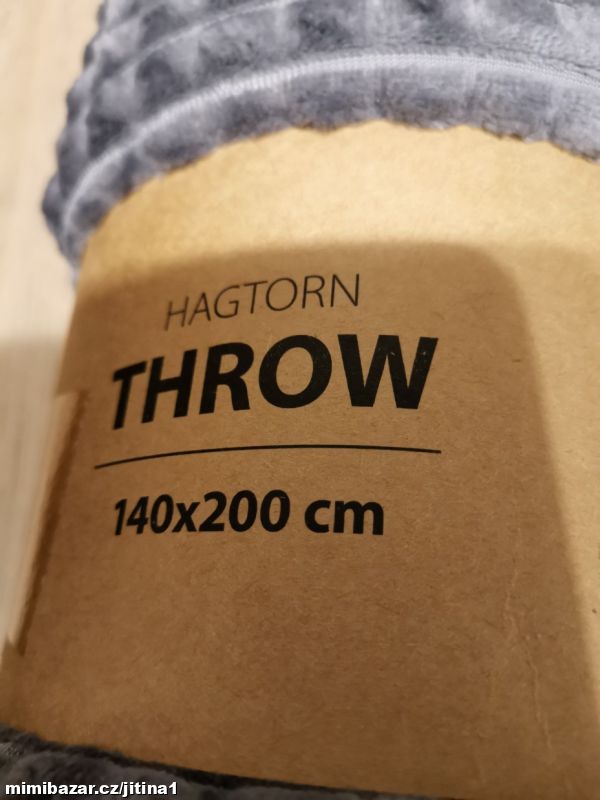 HAGTORN
THROW
140x200 cm
mimibazar.cz/jitina1